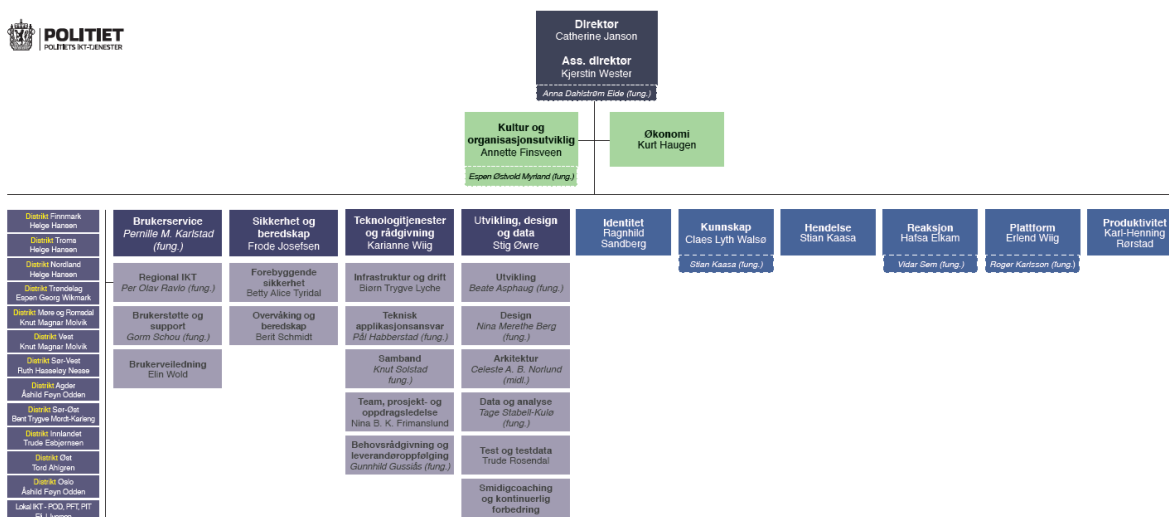 POLITIET
POLITIETS IKT-TJENESTER
Direktør
Catherine Janson
Ass. direktør
Kjerstin Wester
Anna Dahlstrøm Eide (fung.)
Kultur og
organisasjonsutviklig
Annette Finsveen
Espen Østvold Myrland (fung.)
Økonomi
Kurt Haugen
Distrikt Finnmark
Helge Hansen
Distrikt Troms
Helge Hansen
Distrikt Nordland
Helge Hansen
Distrikt Trøndelag
Espen Georg Wikmark
Distrikt Møre og Romsdal
Knut Magnar Molvik
Distrikt Vest
Knut Magnar Molvik
Distrikt Sør-Vest
Ruth Hasseløy Nesse
Distrikt Agder
Åshild Føyn Odden
Distrikt Sør-Øst
Bent Trygve Mordt-Karleng
Distrikt Innlandet
Trude Esbjørnsen
Distrikt Øst
Tord Ahlgren
Distrikt Oslo
Åshild Føyn Odden
Lokal IKT - POD, PFT, PIT
Brukerservice
Pernille M. Karlstad
(fung.)
Regional IKT
Per Olav Ravlo (fung.)
Brukerstøtte og
support
Gorm Schou (fung.)
Brukerveiledning
Elin Wold
Sikkerhet og
beredskap
Frode Josefsen
Forebyggende
sikkerhet
Betty Alice Tyridal
Overvåking og
beredskap
Berit Schmidt
Teknologitjenester
og rådgivning
Karianne Wiig
Infrastruktur og drift
Bjørn Trygve Lyche
Teknisk
applikasjonsansvar
Pål Habberstad (fung.)
Samband
Knut Solstad
fung.)
Team, prosjekt- og
oppdragsledelse
Nina B. K. Frimanslund
Behovsrådgivning og
leverandøroppfølging
Gunnhild Gussiås (fung.)
Utvikling, design
og data
Stig Øwre
Utvikling
Beate Asphaug (fung.)
Design
Nina Merethe Berg
(fung.)
Arkitektur
Celeste A. B. Norlund
(midl.)
Data og analyse
Tage Stabell-Kulø
(fung.)
Test og testdata
Trude Rosendal
Smidigcoaching
og kontinuerlig
forbedring
Identitet
Ragnhild
Sandberg
Kunnskap
Claes Lyth Walsø
Stian Kaasa (fung.)
Hendelse
Stian Kaasa
Reaksjon
Hafsa Elkam
Vidar Sem (fung.)
Plattform
Erlend Wiig
Roger Karlsson (fung.)
Produktivitet
Karl-Henning
Rørstad